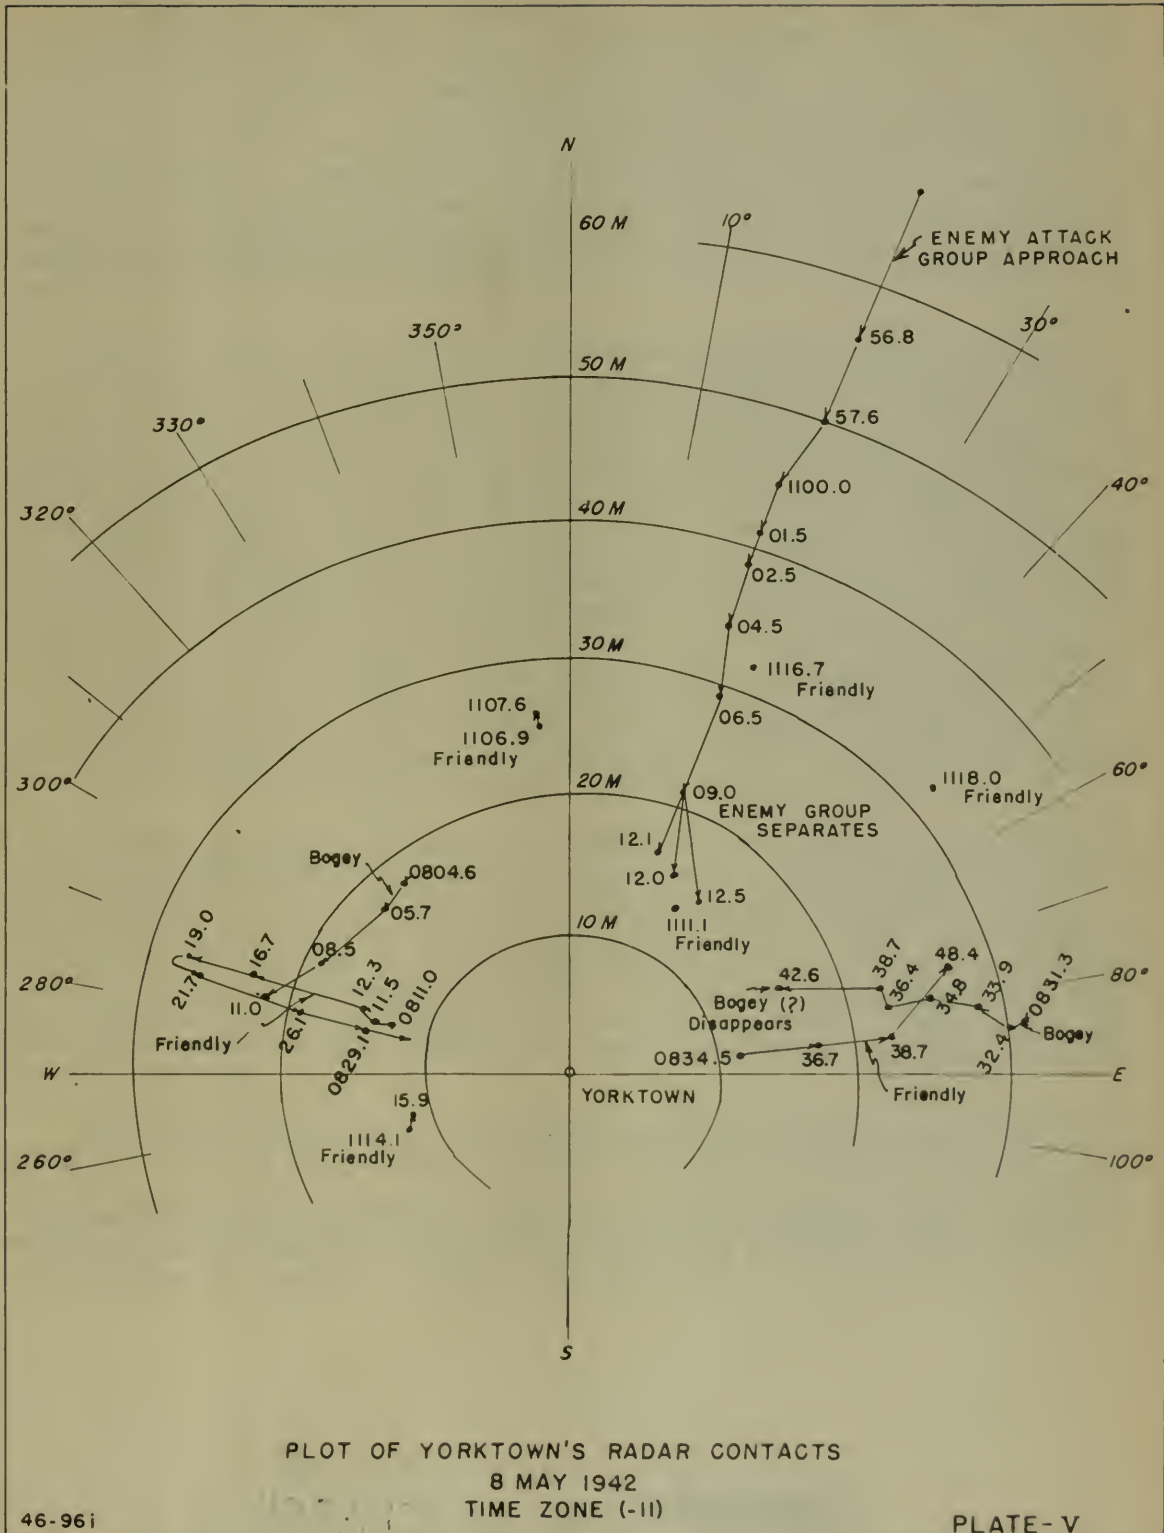 N
60 M
10°
ENEMY ATTACK
GROUP APPROACH
30°
350°
56.8
50 M
330°
57.6
1100.0
40°
320°
40 M
01.5
02.5
04.5
30 M
1116.7
Friendly
06.5
1107.6
1106.9
Friendly
300°
60°
1118.0
Friendly
20 M
09.0
ENEMY GROUP
SEPARATES
12.1
12.0
12.5
1111.1
Friendly
Bogey
0804.6
05.7
08.5
10 M
19.0
16.7
21.7
11.0
12.3
11.5
0811.0
26.1
0829.1
Friendly
280°
42.6
Bogey (?)
Disappears
38.7
36.4
48.4
34.8
33.9
0831.3
32.4
Bogey
80°
0834.5
36.7
38.7
Friendly
W
YORKTOWN
E
15.9
1114.1
Friendly
260°
100°
S
PLOT OF YORKTOWN'S RADAR CONTACTS
8 MAY 1942
TIME ZONE (-11)
46-96i
PLATE-V